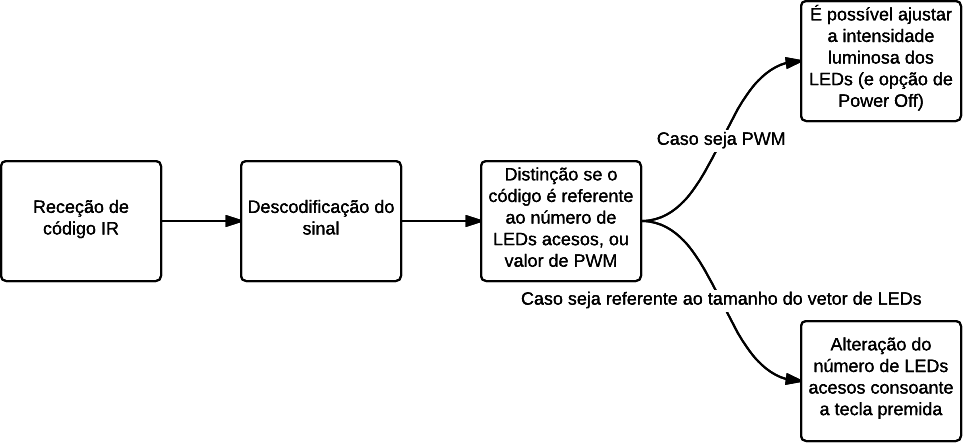 É possível ajustar
a intensidade
luminosa dos
LEDs (e opção de
Power Off)
Caso seja PWM
Receção de
código IR
Descodificação do
sinal
Distinção se o
código é referente
ao número de
LEDs acesos, ou
valor de PWM
Caso seja referente ao tamanho do vetor de LEDs
Alteração do
número de LEDs
acesos consoante
a tecla premida